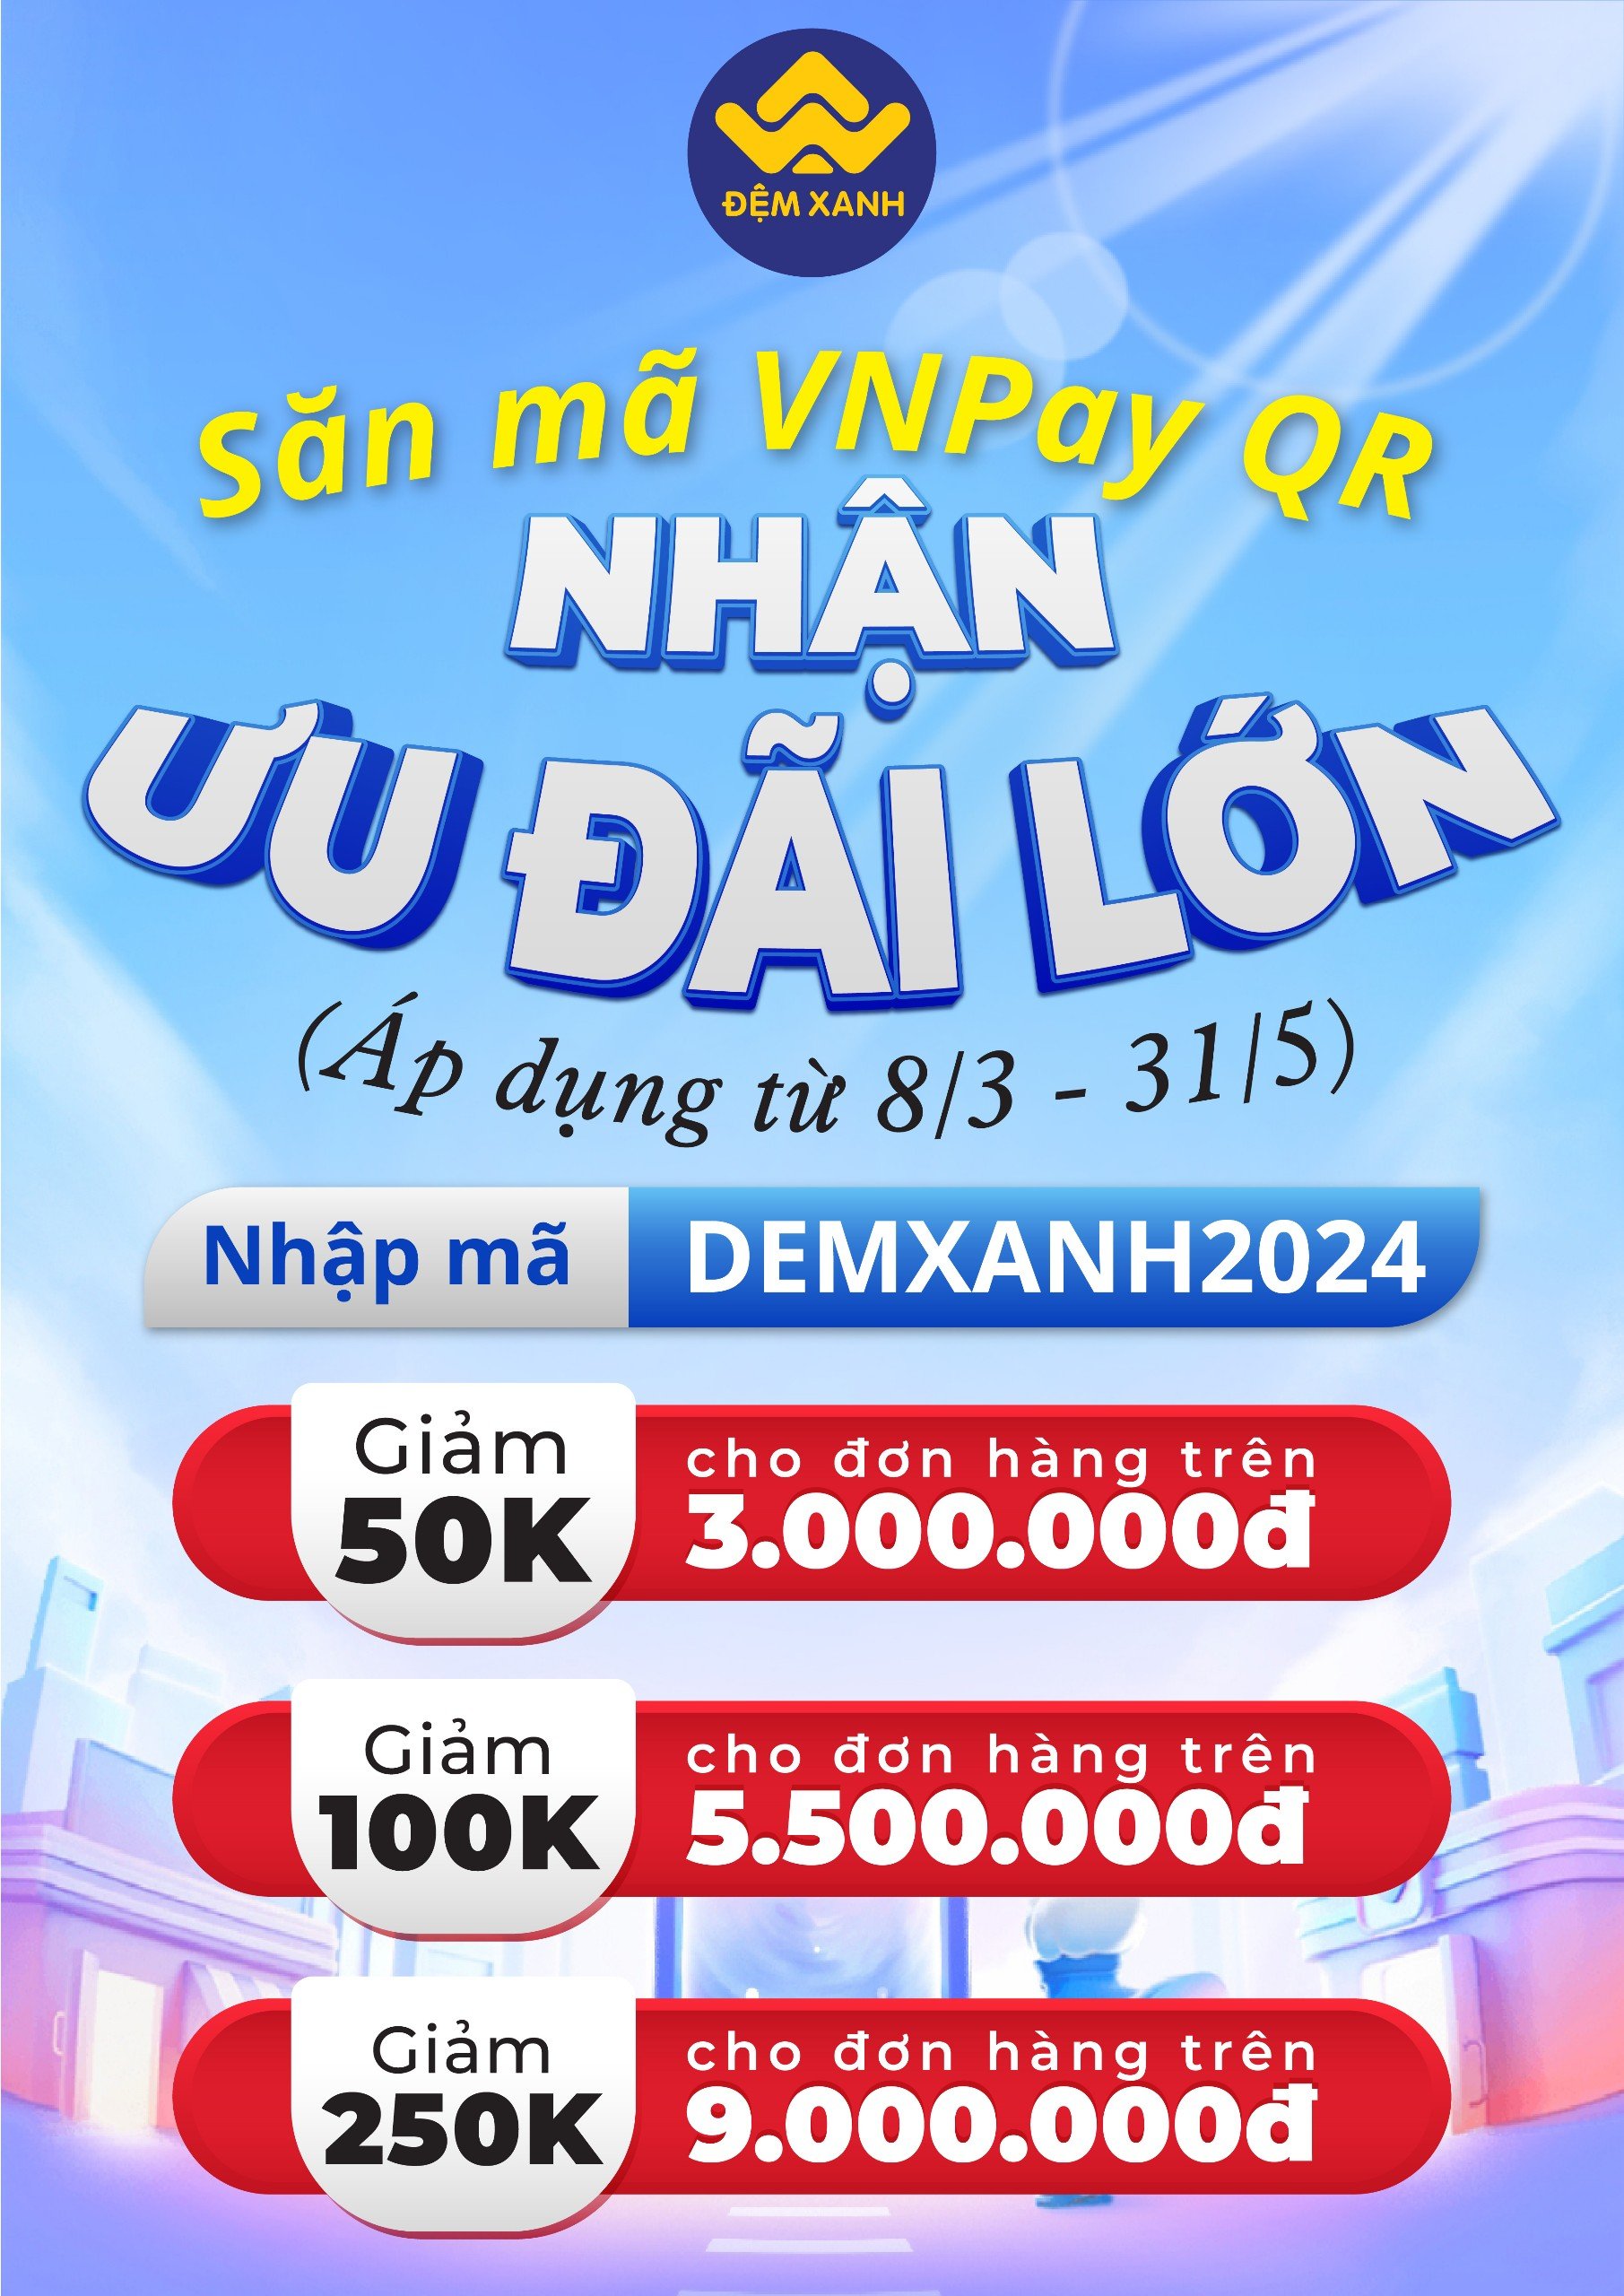 ĐỆM XANH
Săn mã VNPay QR
NHẬN
ƯU ĐÃI LỚN
(Áp dụng từ 8/3 - 31/5)
Nhập mã DEMXANH2024
Giảm
50K
cho đơn hàng trên
3.000.000đ
Giảm
100K
cho đơn hàng trên
5.500.000đ
Giảm
250K
cho đơn hàng trên
9.000.000đ